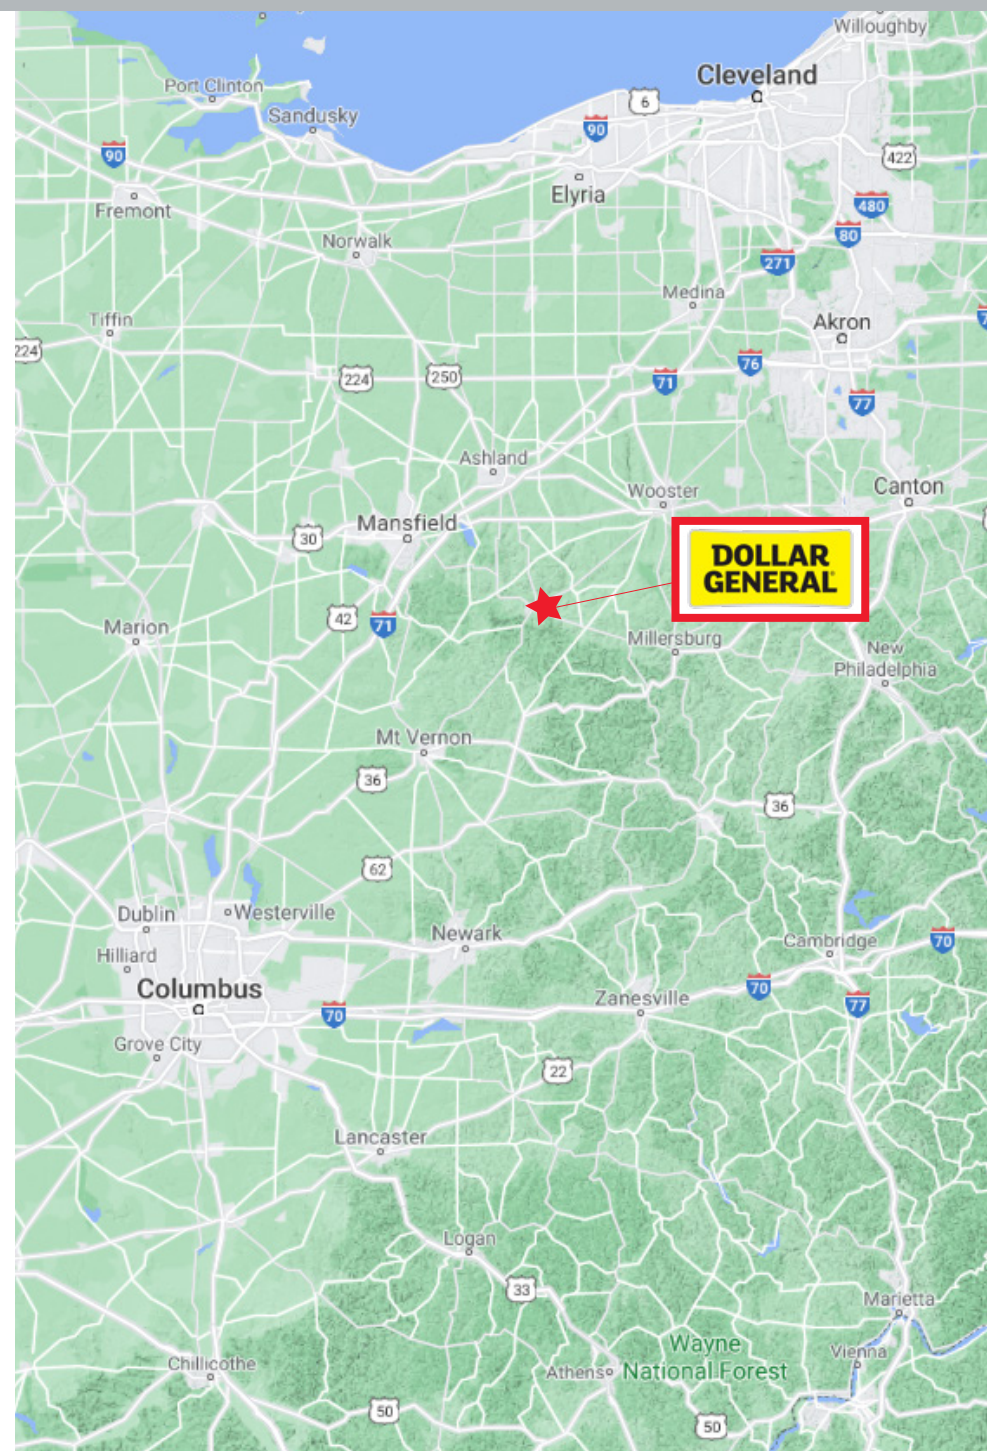 Willoughby
Cleveland
Port Clinton
6
Sandusky
90
90
422
Elyria
480
Fremont
80
Norwalk
271
Medina
Tiffin
Akron
224
76
224
250
71
77
Ashland
Canton
Wooster
Mansfield
30
DOLLAR
GENERAL
42
71
Marion
Millersburg
New
Philadelphia
Mt Vernon
36
36
62
Dublin
Westerville
Newark
Cambridge
70
Hilliard
Columbus
70
Zanesville
77
70
Grove City
22
Lancaster
Logan
33
Marietta
Wayne
National Forest
Vienna
Chillicothe
Athens
50
50